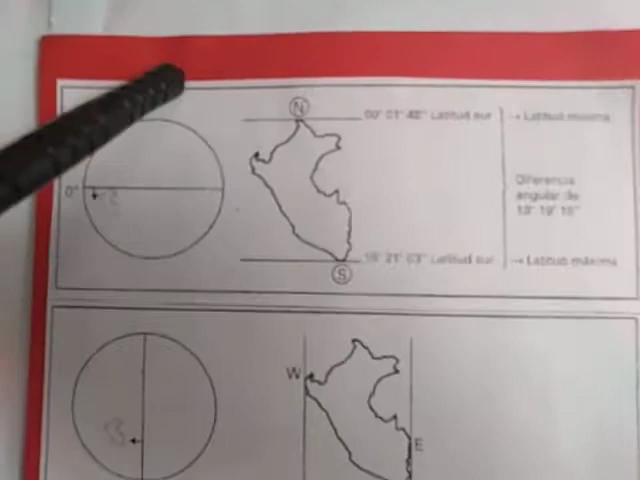 N
00° 01' 48" Latitud sur → Latitud mínima
0°
Diferencia
angular de
18° 19' 15"
18° 21' 03" Latitud sur → Latitud máxima
S
W
E